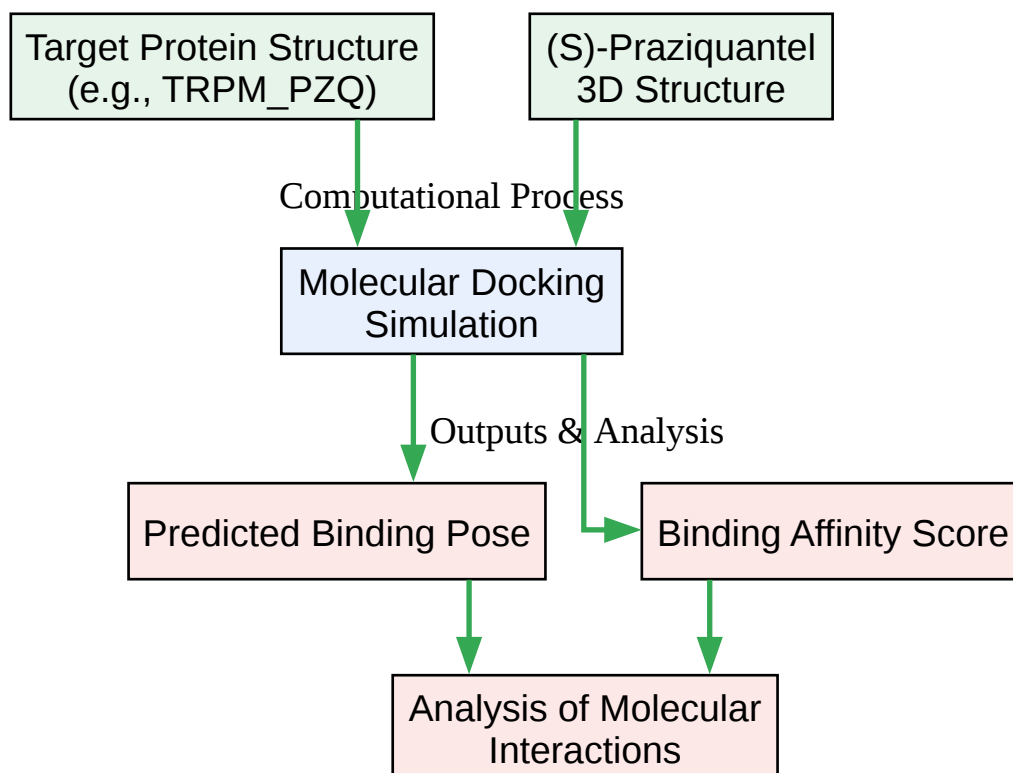 Target Protein Structure
(e.g., TRPM_PZQ)
(S)-Praziquantel
3D Structure
Computational Process
Molecular Docking
Simulation
Outputs & Analysis
Predicted Binding Pose
Binding Affinity Score
Analysis of Molecular
Interactions